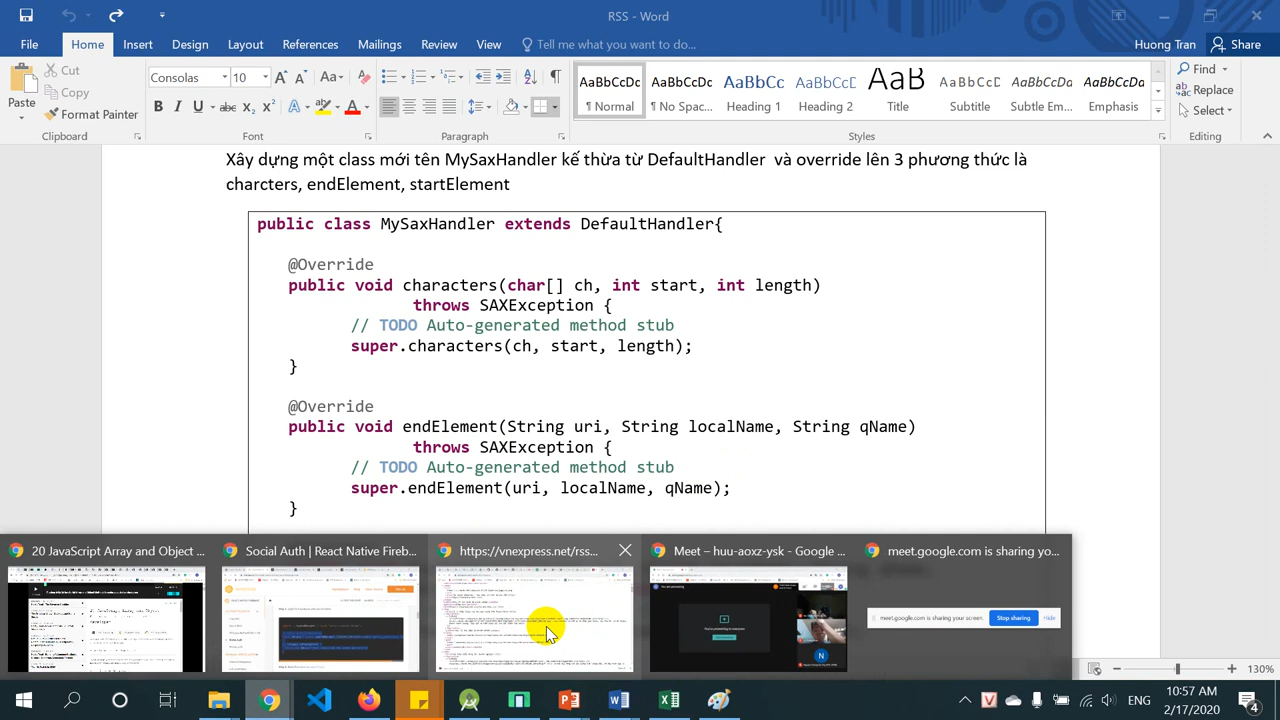 RSS - Word
File Home Insert Design Layout References Mailings Review View Tell me what you want to do... Huong Tran Share
Paste
Cut
Copy
Format Painter
Clipboard
Consolas 10
Font
Paragraph
AaBbCcDc AaBbCcDc AaBbCc AaBbCcDc AaB AaBbCcD AaBbCcDc AaBbCcDc
¶ Normal ¶ No Spac... Heading 1 Heading 2 Title Subtitle Subtle Em... Emphasis
Styles
Find
Replace
Select
Editing
Xây dựng một class mới tên MySaxHandler kế thừa từ DefaultHandler và override lên 3 phương thức là
charcters, endElement, startElement
public class MySaxHandler extends DefaultHandler{
@Override
public void characters(char[] ch, int start, int length)
throws SAXException {
// TODO Auto-generated method stub
super.characters(ch, start, length);
}
@Override
public void endElement(String uri, String localName, String qName)
throws SAXException {
// TODO Auto-generated method stub
super.endElement(uri, localName, qName);
}
20 JavaScript Array and Object ...
Social Auth | React Native Fireb...
https://vnexpress.net/rss...
Meet – huu-aoxz-ysk - Google ...
meet.google.com is sharing yo...
meet.google.com is sharing your screen. Stop sharing Hide
130%
ENG
10:57 AM
2/17/2020
4